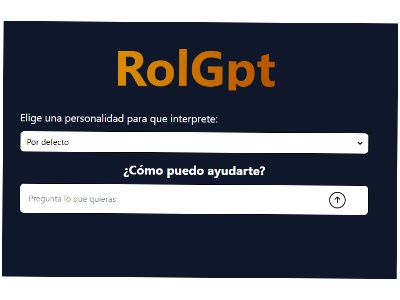 RolGpt
Elige una personalidad para que interprete:
Por defecto
¿Cómo puedo ayudarte?
Pregunta lo que quieras